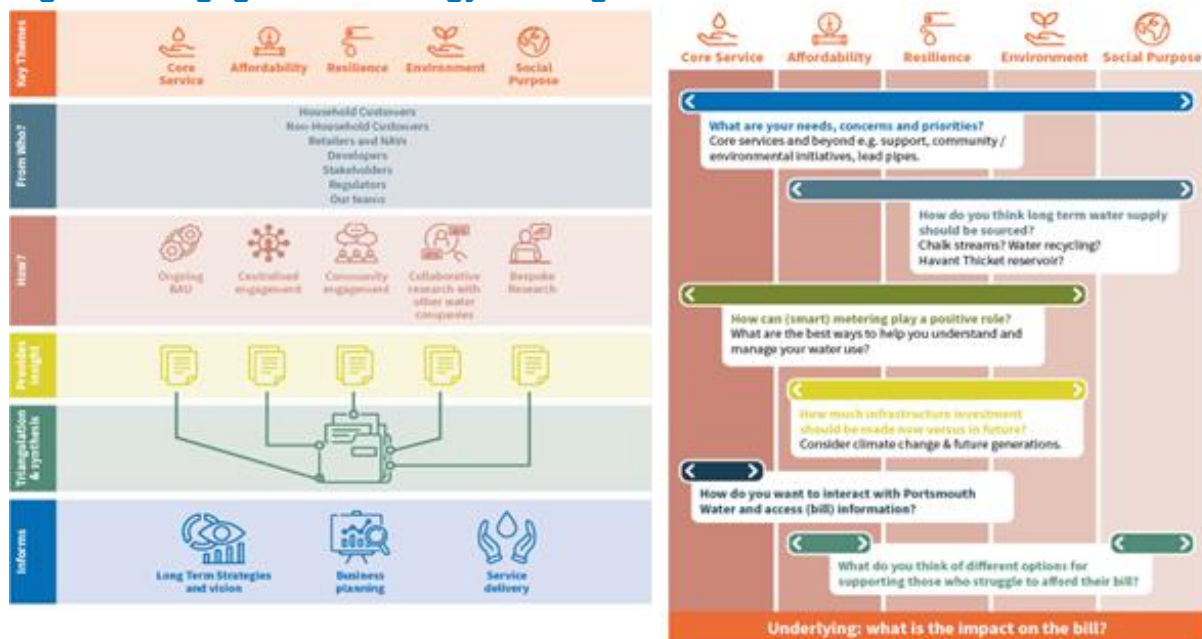 Key Themes
Core
Service
Affordability
Resilience
Environment
Social
Purpose
From Who?
Household Customers
Non-Household Customers
Retailers and NAVs
Developers
Stakeholders
Regulators
Our teams
How?
Ongoing
BAU
Centralised
engagement
Community
engagement
Collaborative
research with
other water
companies
Bespoke
Research
Provides
insight
Triangulation
& synthesis
Informs
Long Term Strategies
and vision
Business
planning
Service
delivery
Core Service
Affordability
Resilience
Environment
Social Purpose
What are your needs, concerns and priorities?
Core services and beyond e.g. support, community /
environmental initiatives, lead pipes.
How do you think long term water supply
should be sourced?
Chalk streams? Water recycling?
Havant Thicket reservoir?
How can (smart) metering play a positive role?
What are the best ways to help you understand and
manage your water use?
How much infrastructure investment
should be made now versus in future?
Consider climate change & future generations.
How do you want to interact with Portsmouth
Water and access (bill) information?
What do you think of different options for
supporting those who struggle to afford their bill?
Underlying: what is the impact on the bill?